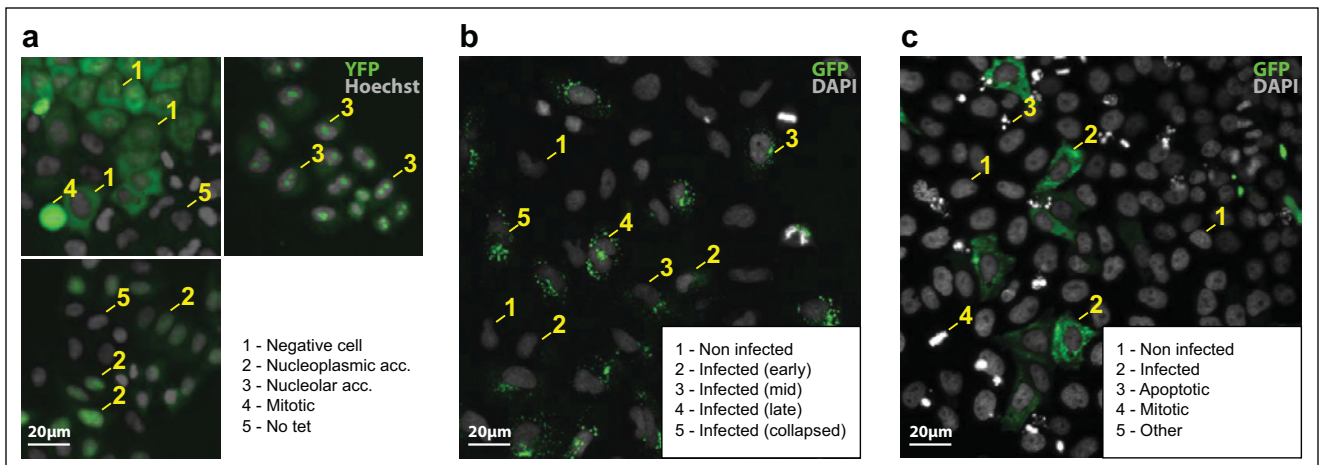 a
YFP
Hoechst
1
1
1
4
5
3
3
3
5
2
2
2
20µm
1 - Negative cell
2 - Nucleoplasmic acc.
3 - Nucleolar acc.
4 - Mitotic
5 - No tet
b
GFP
DAPI
1
3
5
4
3
2
1
2
20µm
1 - Non infected
2 - Infected (early)
3 - Infected (mid)
4 - Infected (late)
5 - Infected (collapsed)
c
GFP
DAPI
3
2
1
1
4
2
20µm
1 - Non infected
2 - Infected
3 - Apoptotic
4 - Mitotic
5 - Other